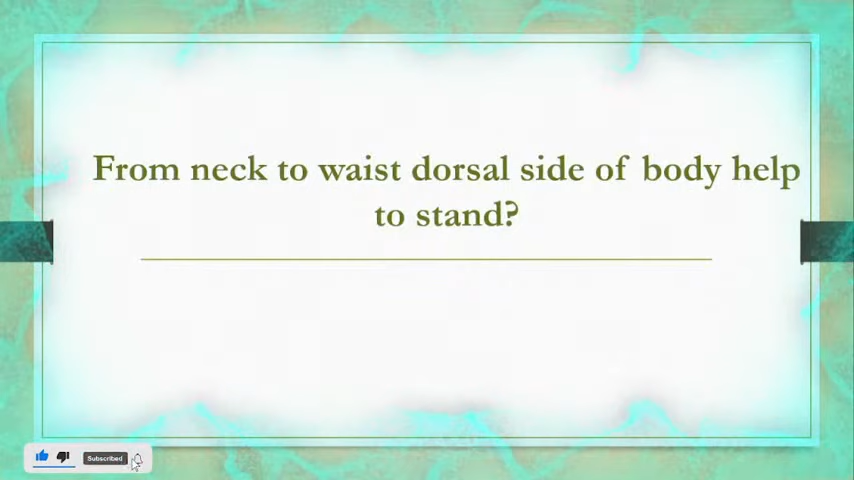 From neck to waist dorsal side of body help
to stand?
Subscribed